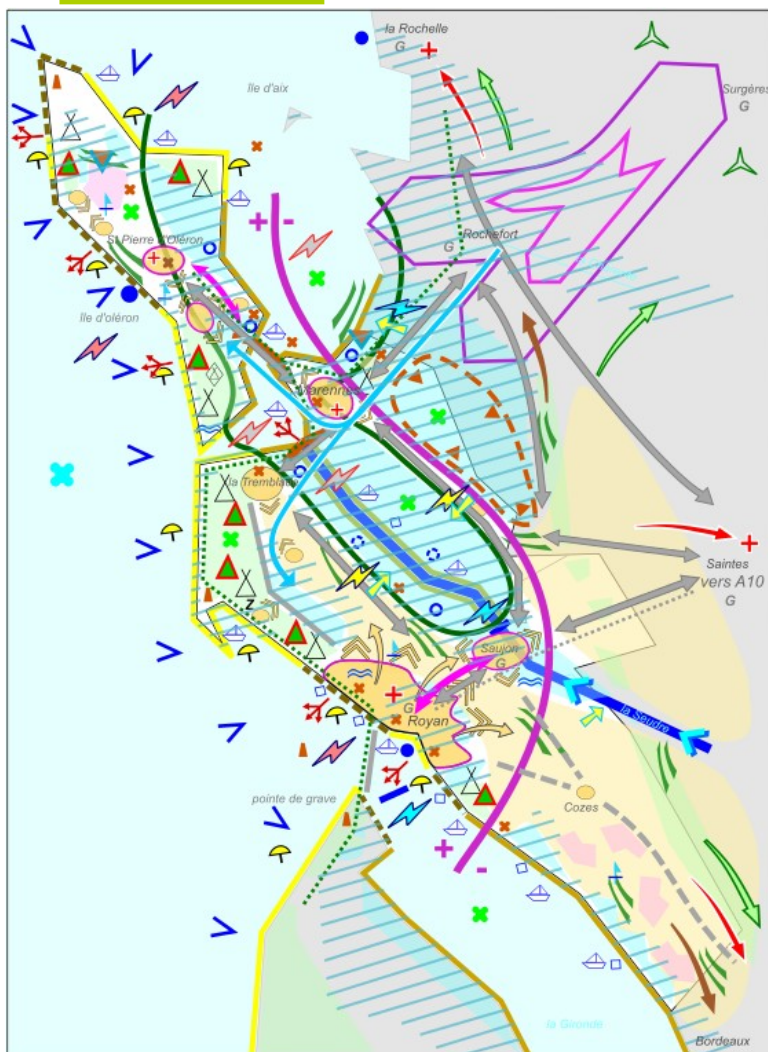 la Rochelle
G
Ile d'aix
Surgères
G
St Pierre d'Oléron
G
Rochefort
Ile d'oléron
+ -
Marennes
la Tremblade
Saintes
vers A10
G
Z
Saujon
G
G
Royan
la Seudre
pointe de grave
Cozes
+ -
la Gironde
Bordeaux